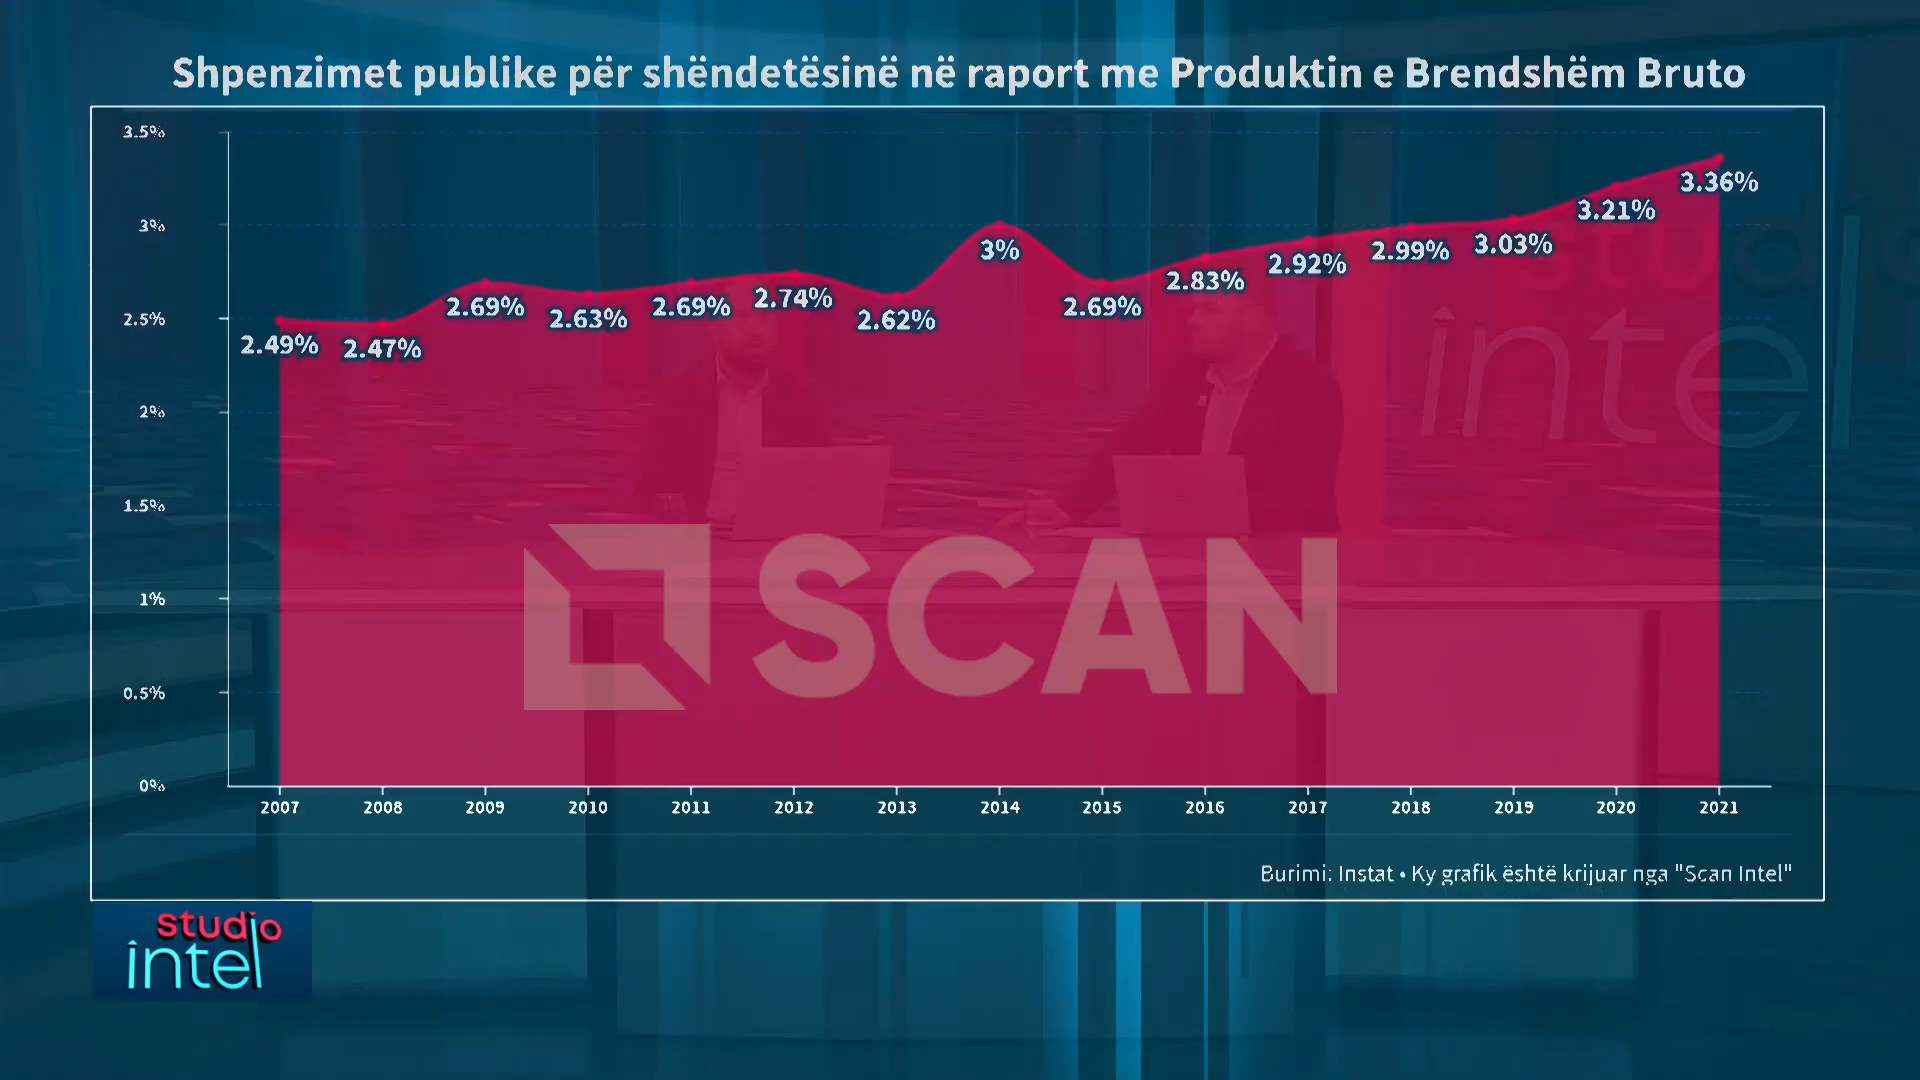 Shpenzimet publike për shëndetësinë në raport me Produktin e Brendshëm Bruto
3.5%
3%
2.5%
2%
1.5%
1%
0.5%
0%
2.49%
2.47%
2.69%
2.63%
2.69%
2.74%
2.62%
3%
2.69%
2.83%
2.92%
2.99%
3.03%
3.21%
3.36%
studio
intel
SCAN
2007 2008 2009 2010 2011 2012 2013 2014 2015 2016 2017 2018 2019 2020 2021
Burimi: Instat • Ky grafik është krijuar nga "Scan Intel"
studio
intel